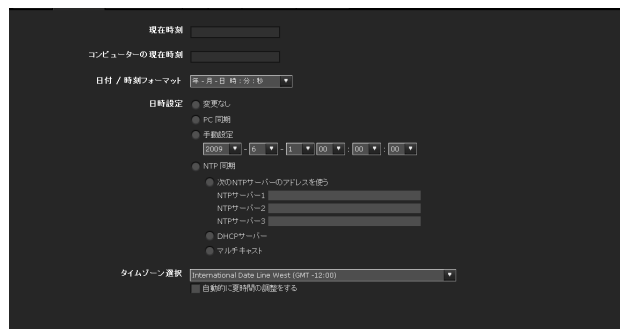 現在時刻
コンピューターの現在時刻
日付 / 時刻フォーマット 年-月-日 時:分:秒
日時設定 変更なし
PC 同期
手動設定
2009 - 6 - 1 00 : 00 : 00
NTP 同期
次のNTPサーバーのアドレスを使う
NTPサーバー1
NTPサーバー2
NTPサーバー3
DHCPサーバー
マルチキャスト
タイムゾーン選択 International Date Line West (GMT -12:00)
自動的に夏時間の調整をする